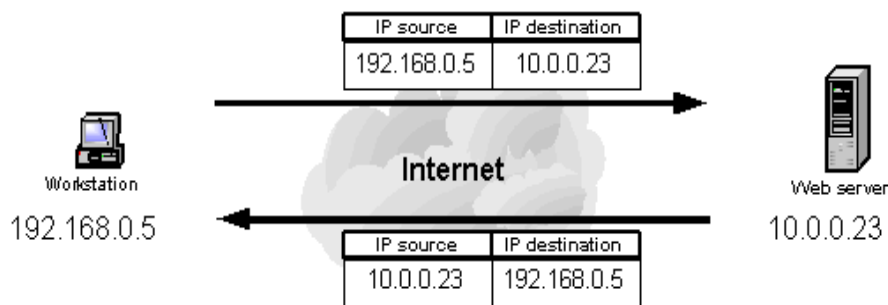 IP source IP destination
192.168.0.5 10.0.0.23
Internet
Workstation
192.168.0.5
Web server
10.0.0.23
IP source IP destination
10.0.0.23 192.168.0.5